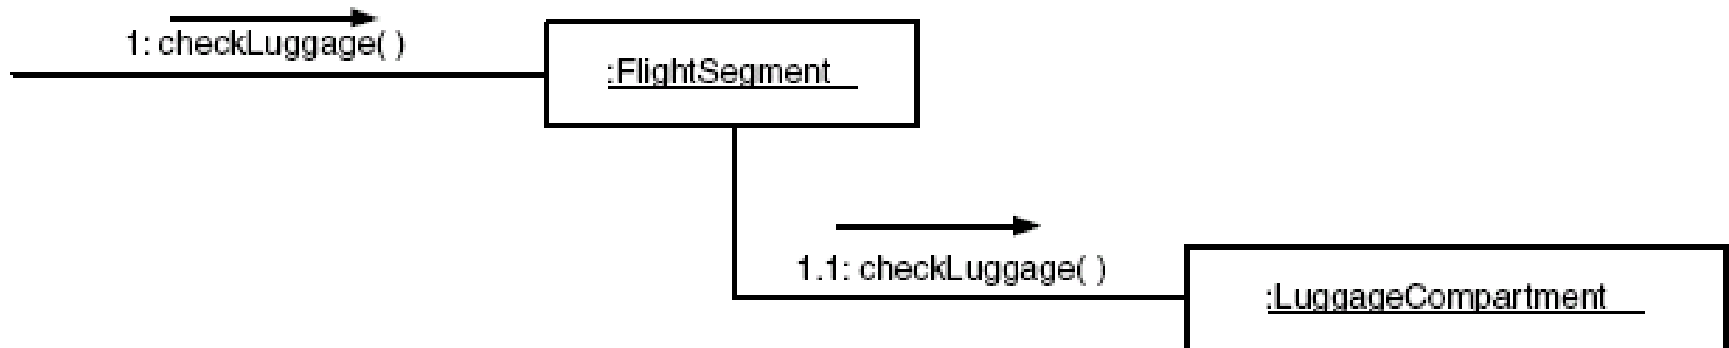 1: checkLuggage( )
:FlightSegment
1.1: checkLuggage( )
:LuggageCompartment